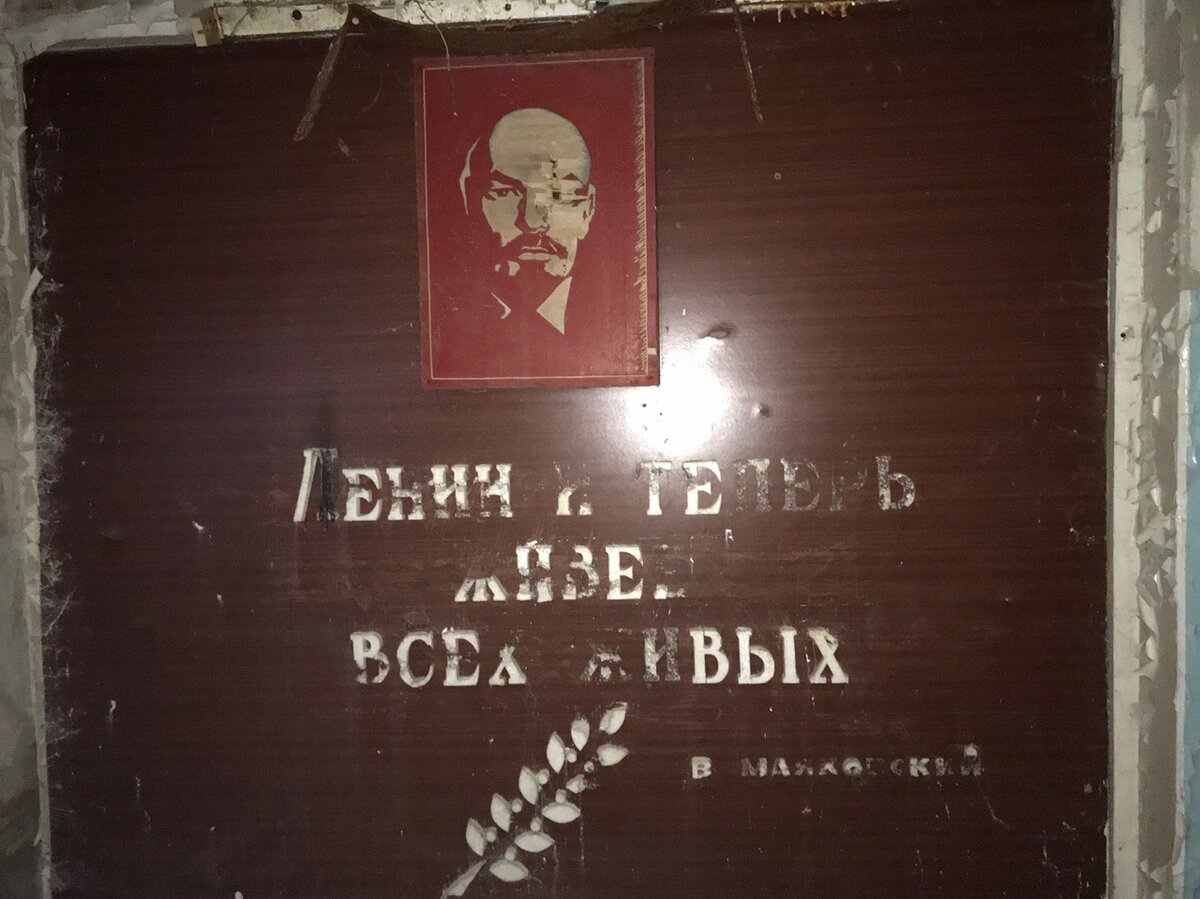 Ленин и теперь
живее
всех живых
В Маяковский